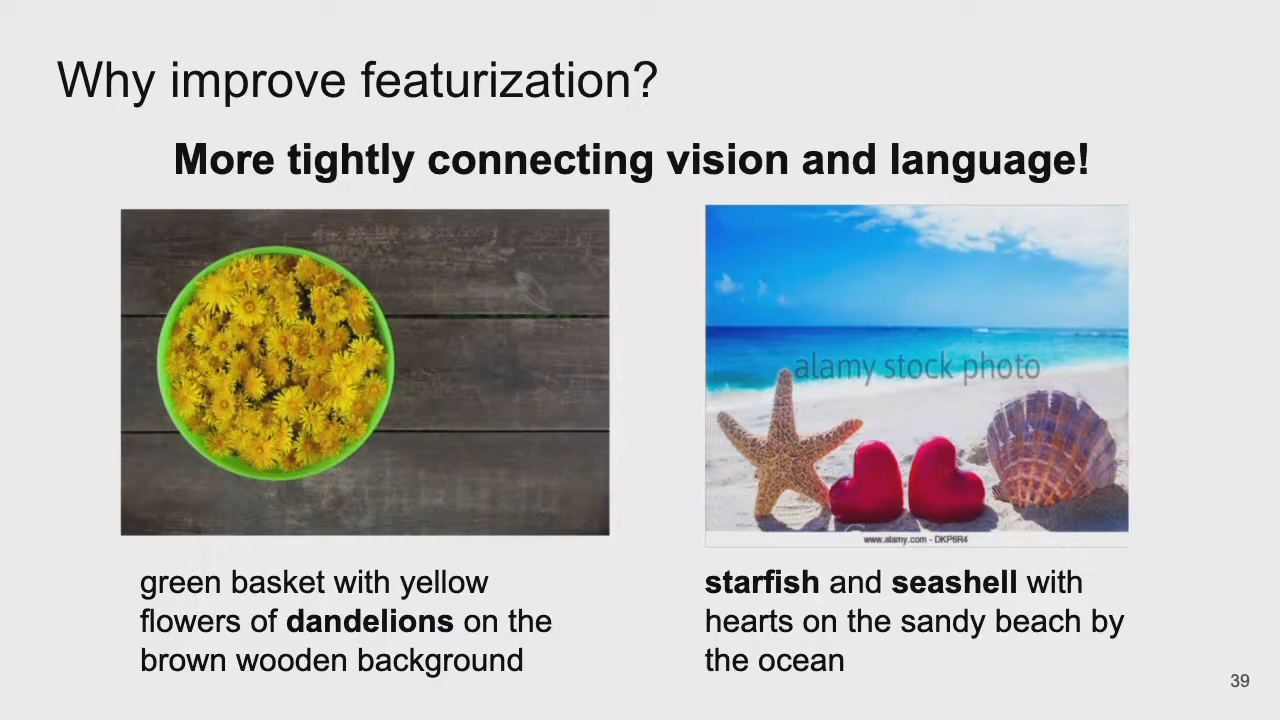 Why improve featurization?
More tightly connecting vision and language!
alamy stock photo
www.alamy.com - DKP6R4
green basket with yellow
flowers of dandelions on the
brown wooden background
starfish and seashell with
hearts on the sandy beach by
the ocean
39